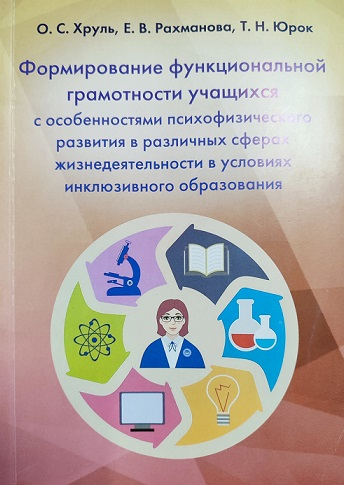 О. С. Хруль, Е. В. Рахманова, Т. Н. Юрок
Формирование функциональной
грамотности учащихся
с особенностями психофизического
развития в различных сферах
жизнедеятельности в условиях
инклюзивного образования